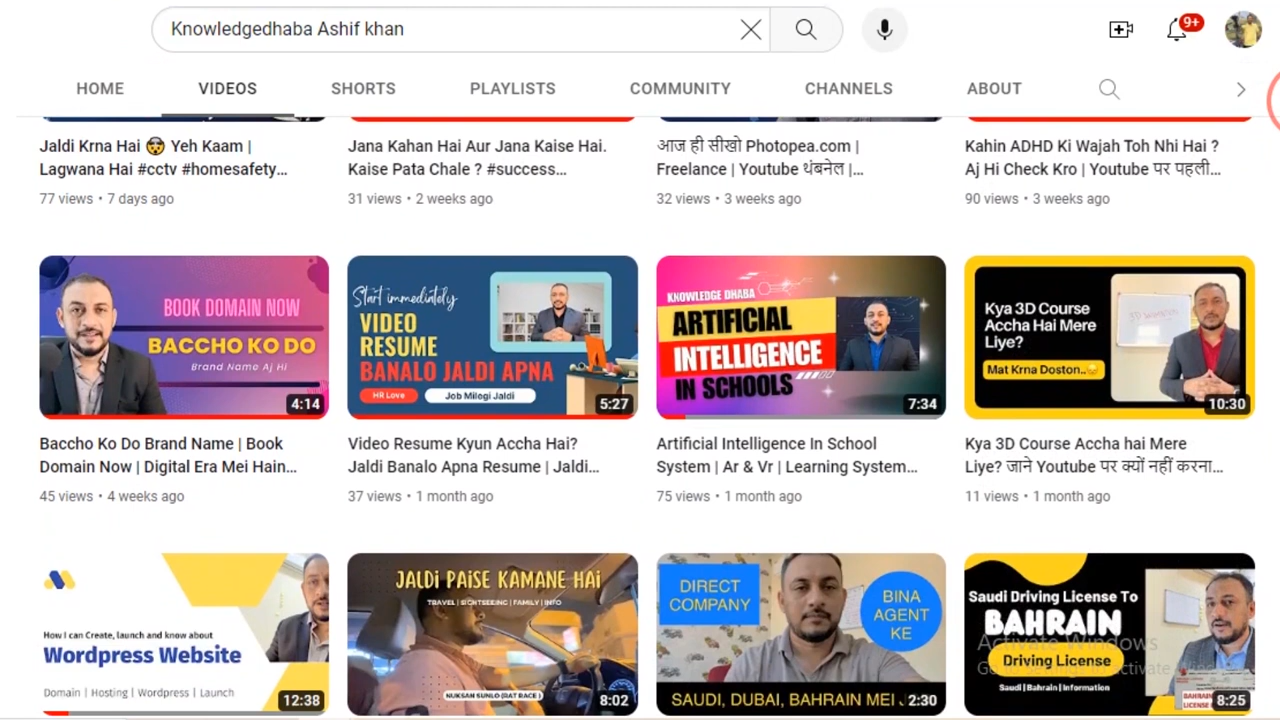 Knowledgedhaba Ashif khan
9+
HOME VIDEOS SHORTS PLAYLISTS COMMUNITY CHANNELS ABOUT
Jaldi Krna Hai 🤯 Yeh Kaam |
Lagwana Hai #cctv #homesafety...
77 views • 7 days ago
Jana Kahan Hai Aur Jana Kaise Hai.
Kaise Pata Chale ? #success...
31 views • 2 weeks ago
आज ही सीखो Photopea.com |
Freelance | Youtube थंबनेल |...
32 views • 3 weeks ago
Kahin ADHD Ki Wajah Toh Nhi Hai ?
Aj Hi Check Kro | Youtube पर पहली...
90 views • 3 weeks ago
BOOK DOMAIN NOW
BACCHO KO DO
Brand Name Aj Hi
4:14
Baccho Ko Do Brand Name | Book
Domain Now | Digital Era Mei Hain...
45 views • 4 weeks ago
Start immediately
VIDEO
RESUME
BANALO JALDI APNA
HR Love
Job Milegi Jaldi
5:27
Video Resume Kyun Accha Hai?
Jaldi Banalo Apna Resume | Jaldi...
37 views • 1 month ago
KNOWLEDGE DHABA
ARTIFICIAL
INTELLIGENCE
IN SCHOOLS
7:34
Artificial Intelligence In School
System | Ar & Vr | Learning System...
75 views • 1 month ago
Kya 3D Course
Accha Hai Mere
Liye?
Mat Krna Doston..😞
10:30
Kya 3D Course Accha hai Mere
Liye? जाने Youtube पर क्यों नहीं करना...
11 views • 1 month ago
How I can Create, launch and know about
Wordpress Website
Domain | Hosting | Wordpress | Launch
12:38
JALDI PAISE KAMANE HAI
TRAVEL | SIGHTSEEING | FAMILY | INFO
NUKSAN SUNLO (RAT RACE )
8:02
DIRECT
COMPANY
BINA
AGENT
KE
SAUDI, DUBAI, BAHRAIN MEI
2:30
Saudi Driving License To
BAHRAIN
Driving License
Saudi | Bahrain | Information
8:25
Activate Windows